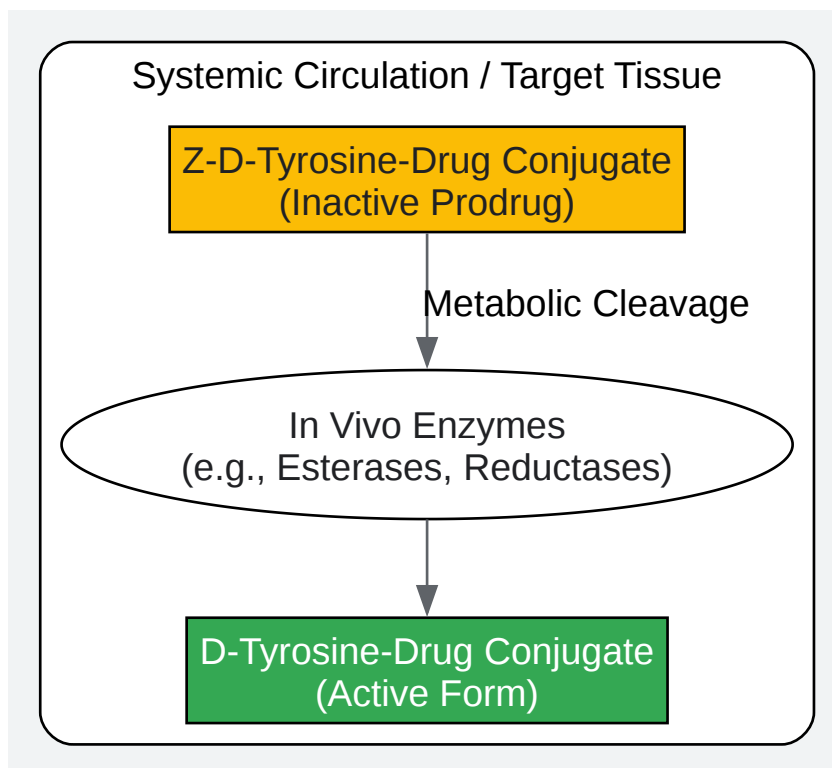 Systemic Circulation / Target Tissue
Z-D-Tyrosine-Drug Conjugate
(Inactive Prodrug)
Metabolic Cleavage
In Vivo Enzymes
(e.g., Esterases, Reductases)
D-Tyrosine-Drug Conjugate
(Active Form)